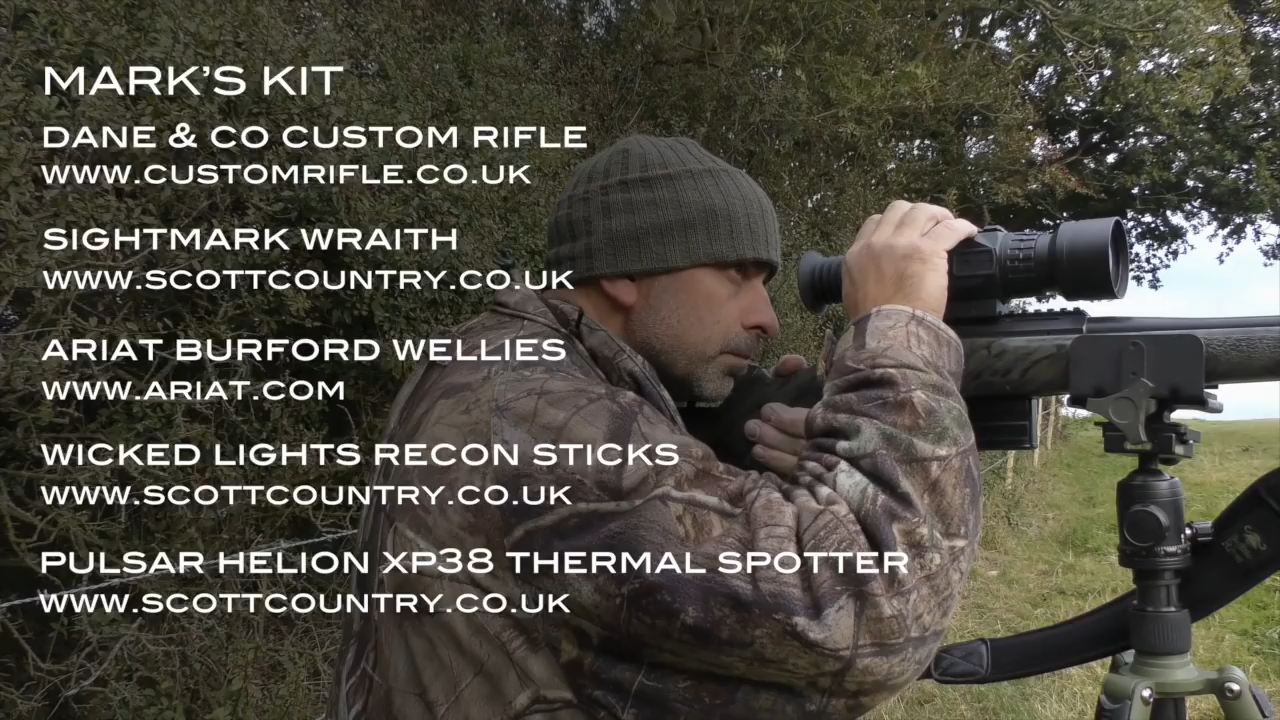 MARK'S KIT
DANE & CO CUSTOM RIFLE
WWW.CUSTOMRIFLE.CO.UK
SIGHTMARK WRAITH
WWW.SCOTTCOUNTRY.CO.UK
ARIAT BURFORD WELLIES
WWW.ARIAT.COM
WICKED LIGHTS RECON STICKS
WWW.SCOTTCOUNTRY.CO.UK
PULSAR HELION XP38 THERMAL SPOTTER
WWW.SCOTTCOUNTRY.CO.UK